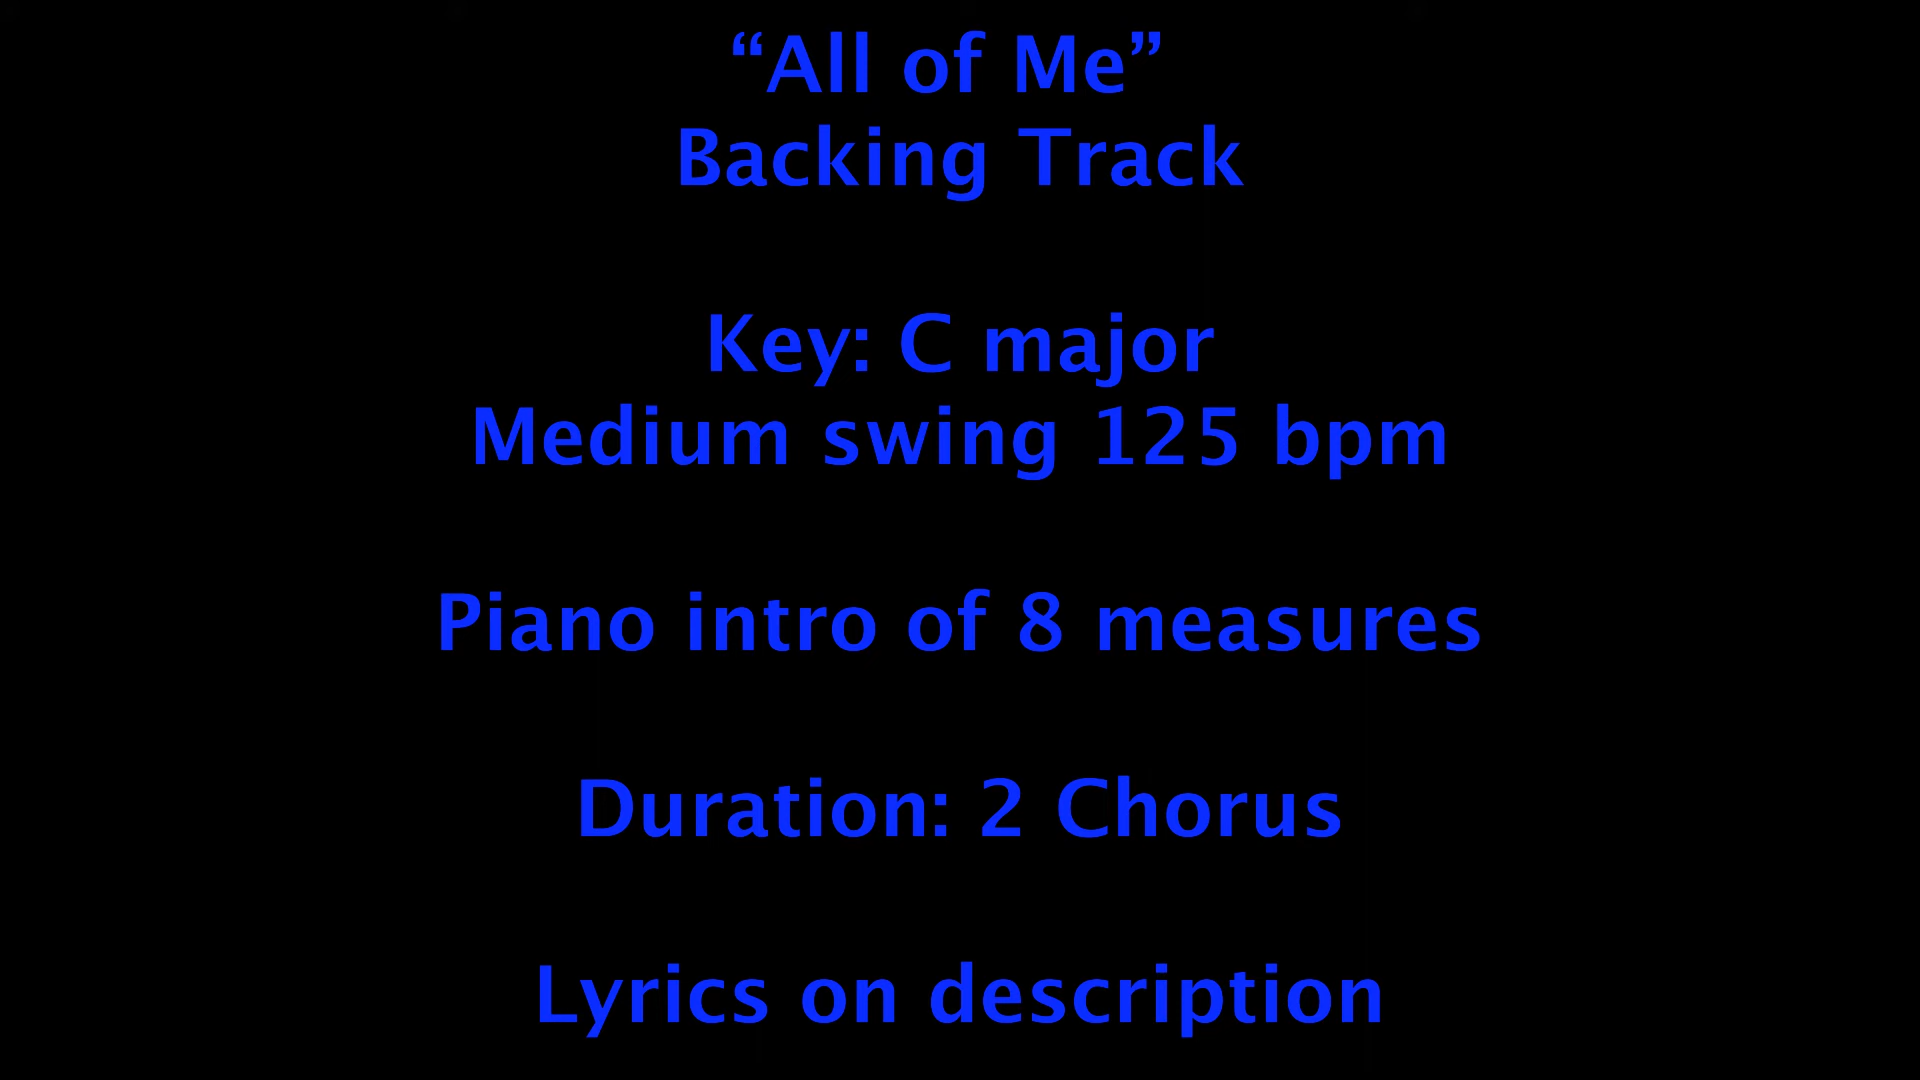 “All of Me”
Backing Track
Key: C major
Medium swing 125 bpm
Piano intro of 8 measures
Duration: 2 Chorus
Lyrics on description